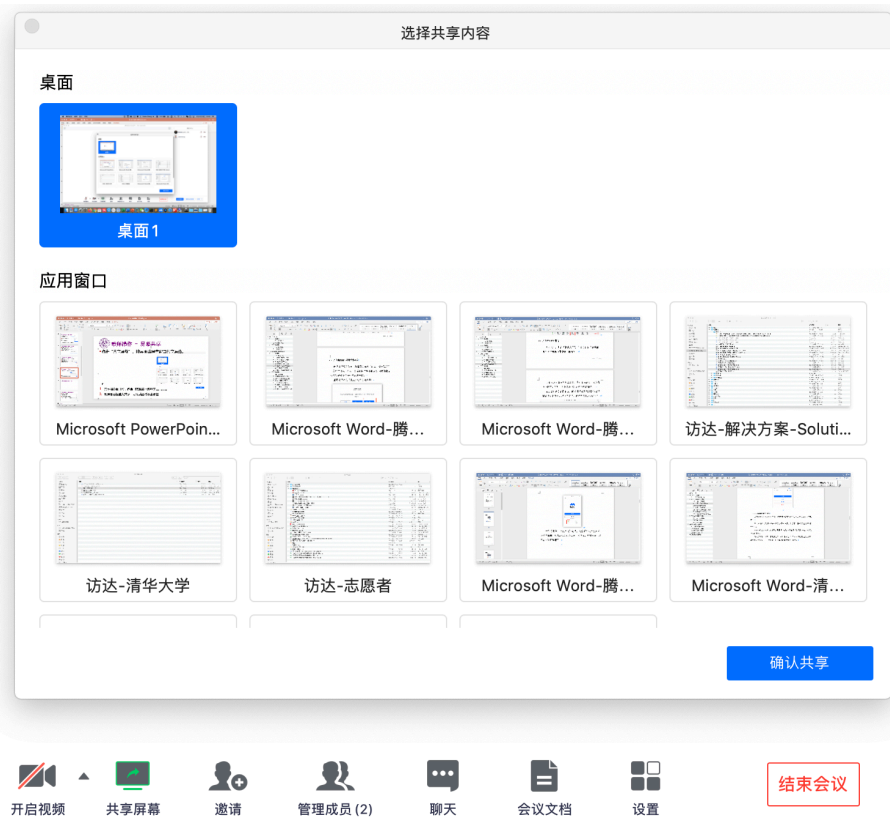 选择共享内容
桌面
桌面1
应用窗口
Microsoft PowerPoin...
Microsoft Word-腾...
Microsoft Word-腾...
访达-解决方案-Soluti...
访达-清华大学
访达-志愿者
Microsoft Word-腾...
Microsoft Word-清...
确认共享
开启视频
共享屏幕
邀请
管理成员(2)
聊天
会议文档
设置
结束会议